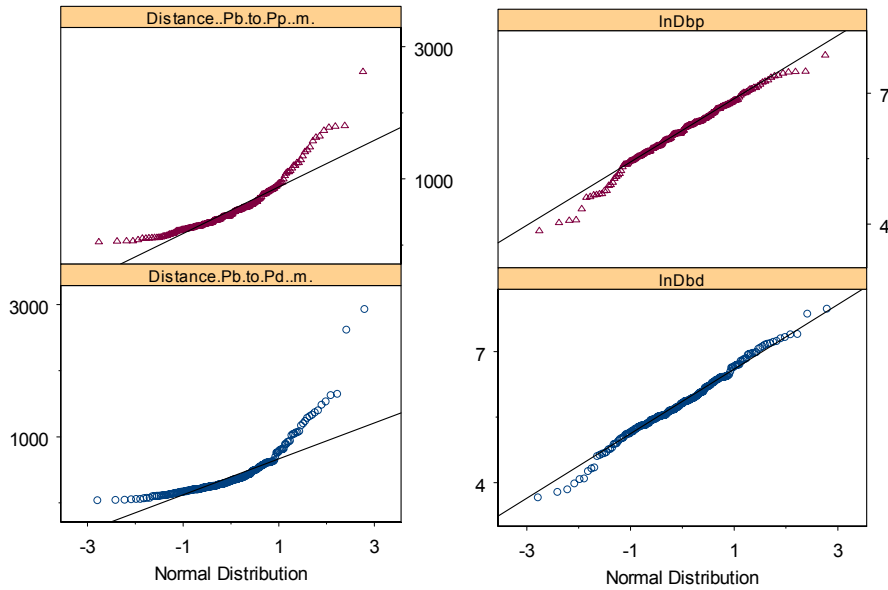 Distance..Pb.to.Pp..m.
3000
1000
Distance.Pb.to.Pd..m.
3000
1000
-3 -1 1 3
Normal Distribution
lnDbp
7
4
lnDbd
7
4
-3 -1 1 3
Normal Distribution